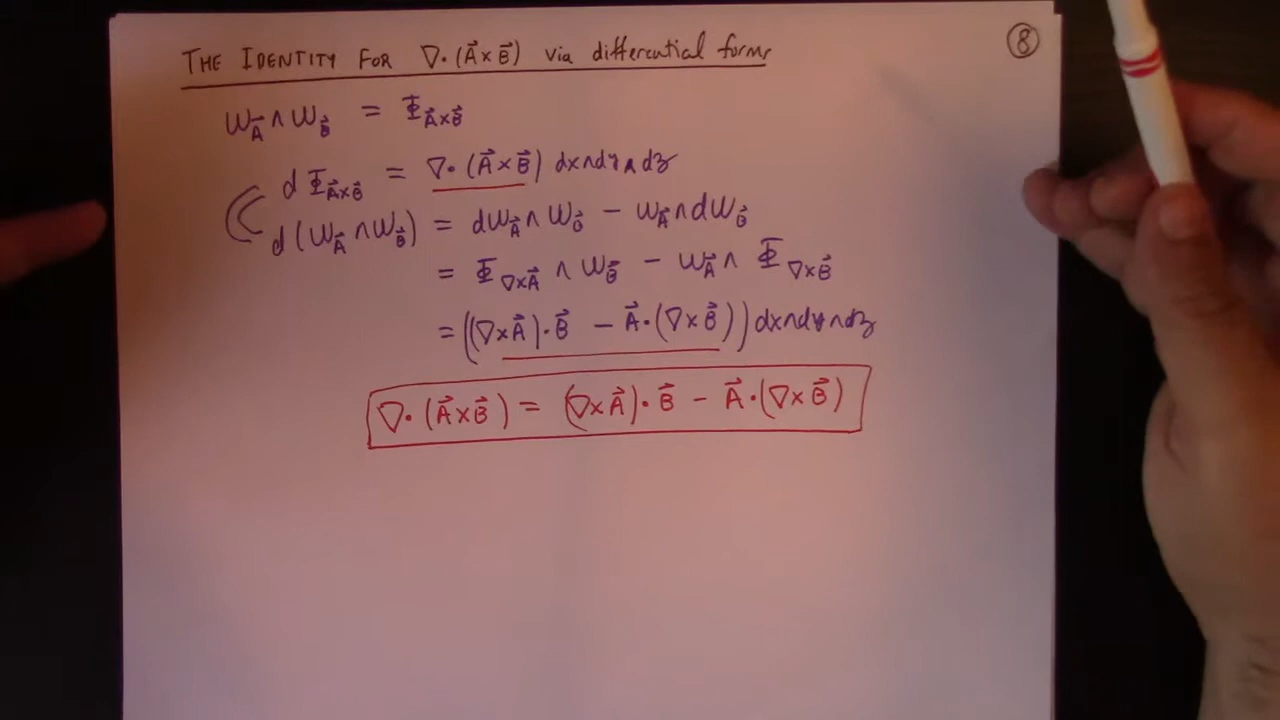 THE IDENTITY FOR ∇·(A⃗×B⃗) via differential forms
⑧
ω_A⃗ ∧ ω_B⃗ = Φ_A⃗×B⃗
dΦ_A⃗×B⃗ = ∇·(A⃗×B⃗) dx∧dy∧dz
d(ω_A⃗ ∧ ω_B⃗) = dω_A⃗ ∧ ω_B⃗ − ω_A⃗ ∧ dω_B⃗
= Φ_∇×A⃗ ∧ ω_B⃗ − ω_A⃗ ∧ Φ_∇×B⃗
= ((∇×A⃗)·B⃗ − A⃗·(∇×B⃗)) dx∧dy∧dz
∇·(A⃗×B⃗) = (∇×A⃗)·B⃗ − A⃗·(∇×B⃗)